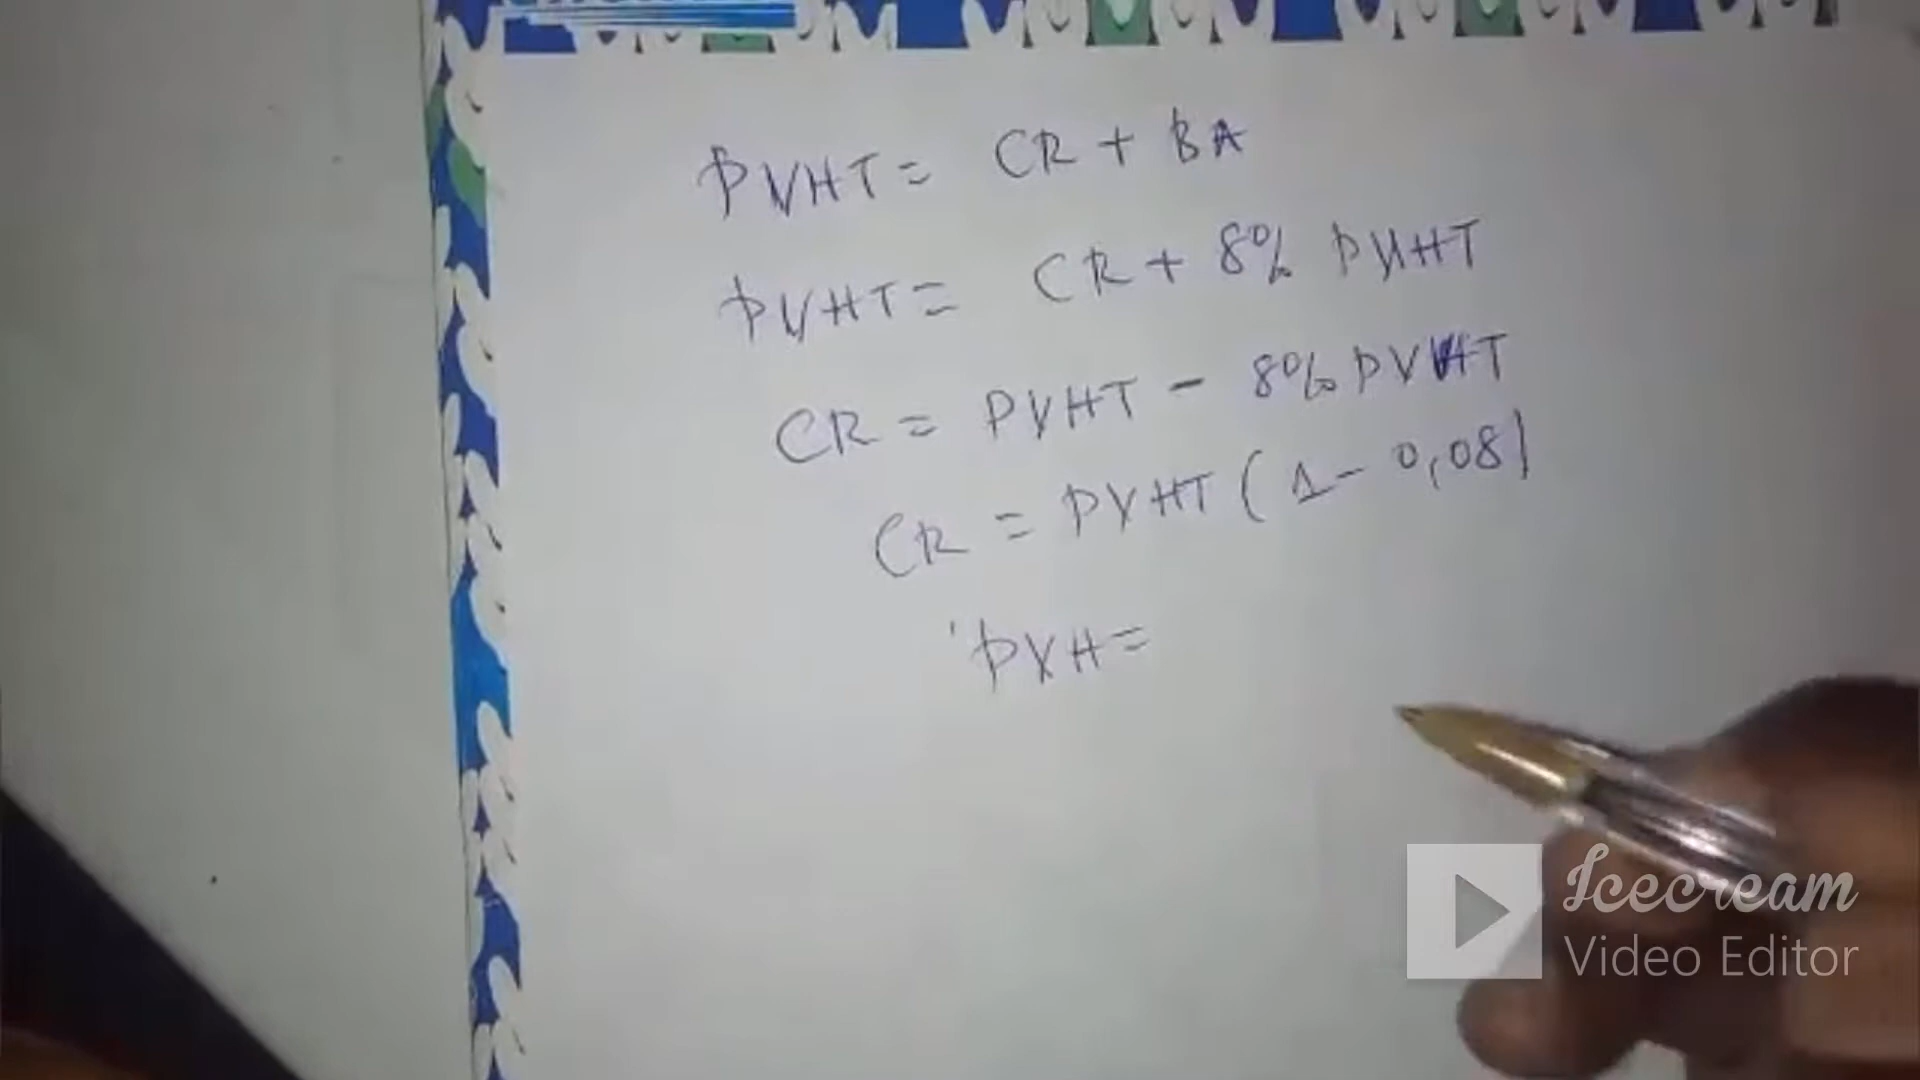 PVHT = CR + BA
PVHT = CR + 8% PVHT
CR = PVHT - 8% PVHT
CR = PVHT (1 - 0,08)
PVH =
Icecream
Video Editor